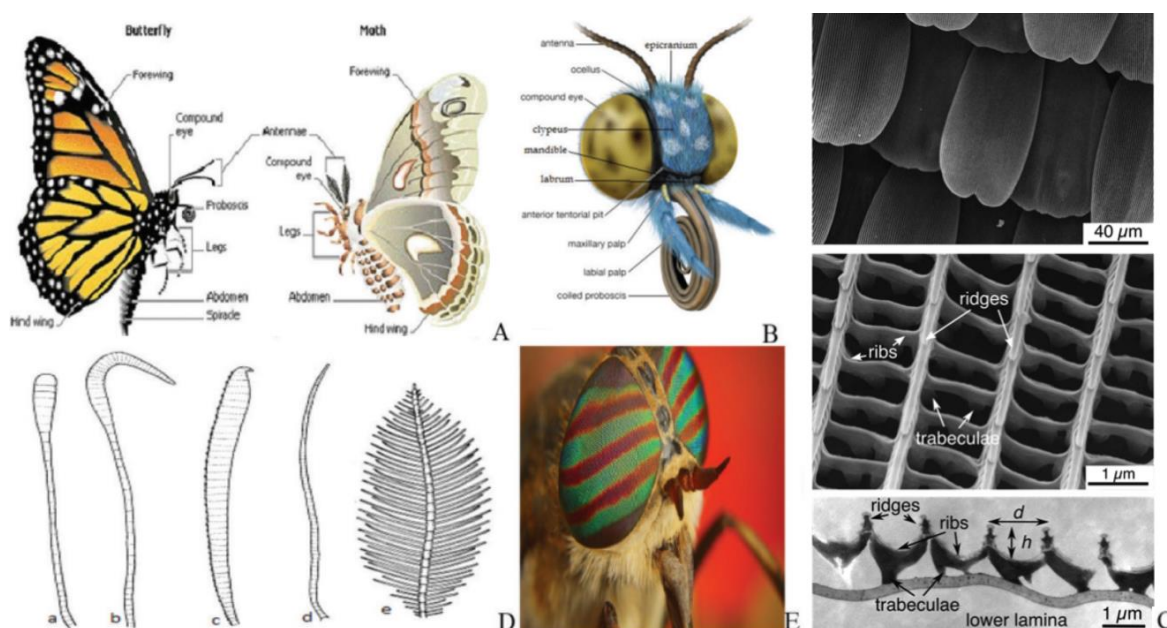 Butterfly
Moth
Forewing
Compound
eye
Antennae
Proboscis
Legs
Abdomen
Spiracle
Hind wing
Forewing
Compound
eye
Legs
Abdomen
Hind wing
A
antenna
epicranium
ocellus
compound eye
clypeus
mandible
labrum
anterior tentorial pit
maxillary palp
labial palp
coiled proboscis
B
40 µm
ridges
ribs
trabeculae
1 µm
ridges
ribs
d
h
trabeculae
lower lamina
1 µm
a
b
c
d
e
D
E